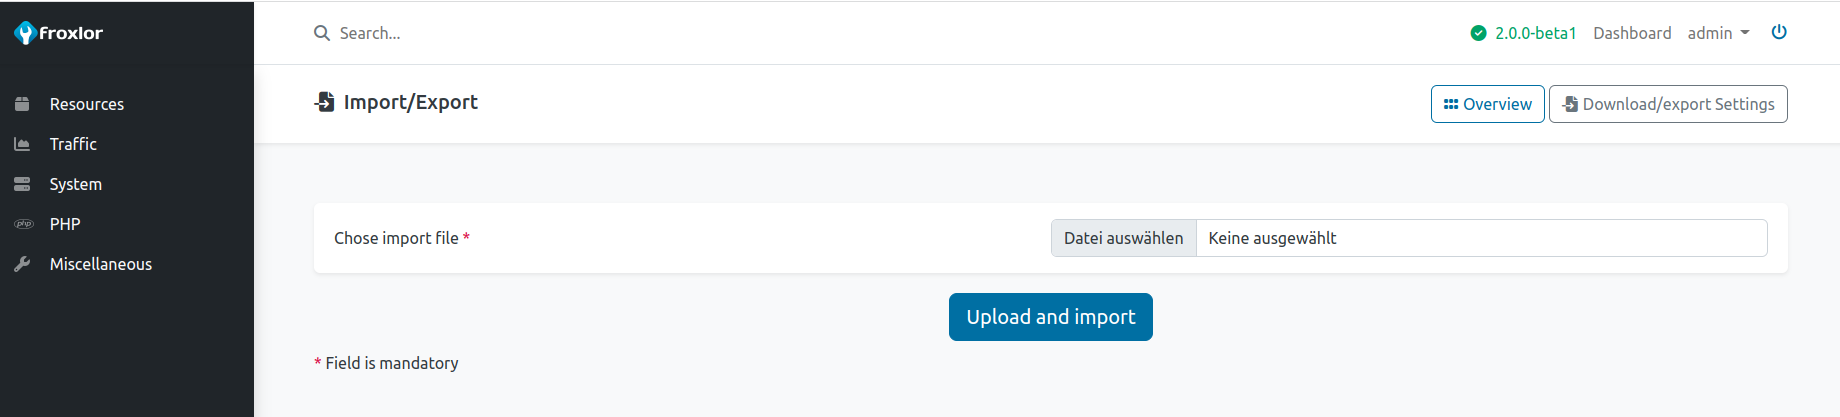 froxlor
Search...
2.0.0-beta1 Dashboard admin
Resources
Traffic
System
PHP
Miscellaneous
Import/Export
Overview Download/export Settings
Chose import file * Datei auswählen Keine ausgewählt
Upload and import
* Field is mandatory